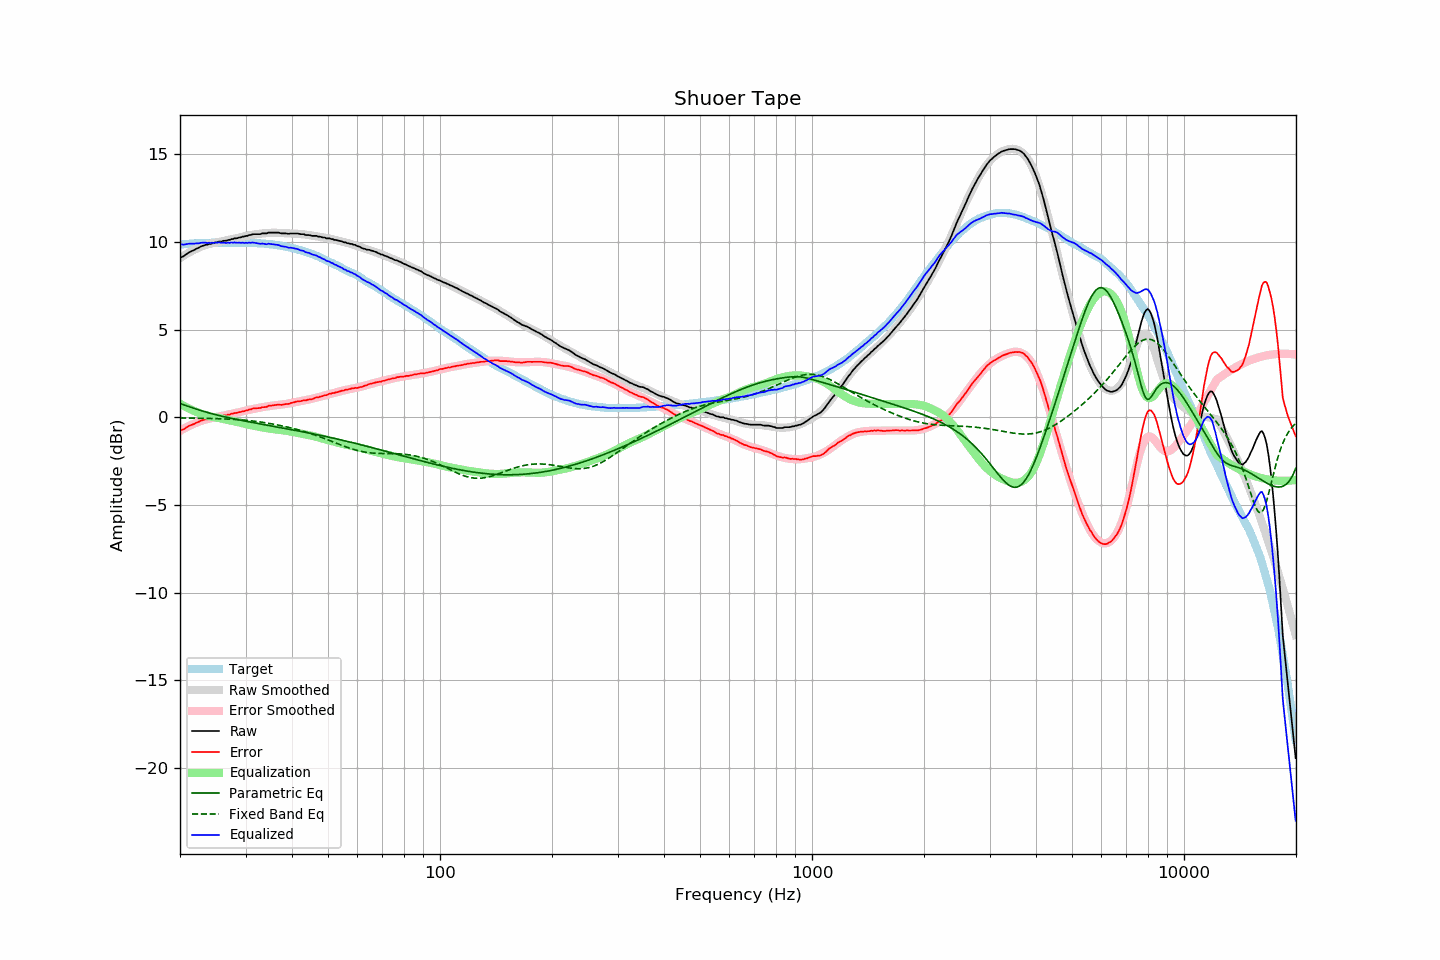 Shuoer Tape
15
10
5
0
−5
−10
−15
−20
Amplitude (dBr)
Target
Raw Smoothed
Error Smoothed
Raw
Error
Equalization
Parametric Eq
Fixed Band Eq
Equalized
100
1000
10000
Frequency (Hz)